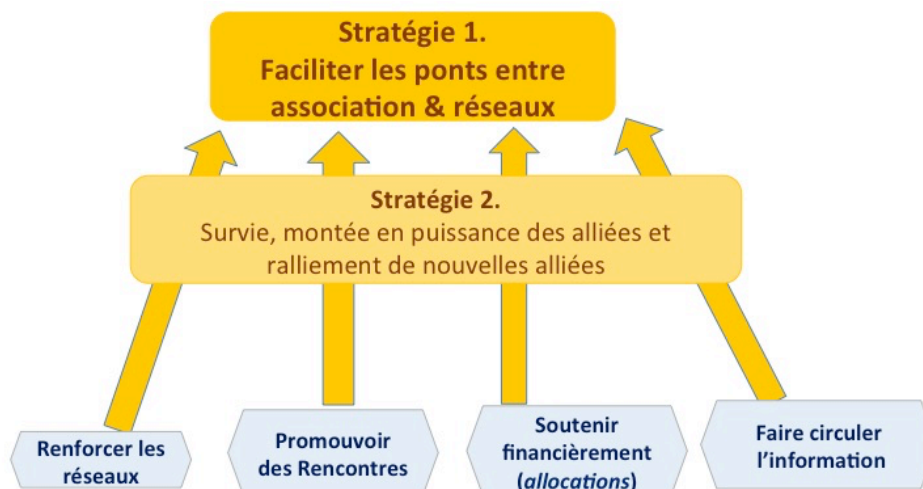 Stratégie 1.
Faciliter les ponts entre
association & réseaux
Stratégie 2.
Survie, montée en puissance des alliées et
ralliement de nouvelles alliées
Renforcer les
réseaux
Promouvoir
des Rencontres
Soutenir
financièrement
(allocations)
Faire circuler
l'information